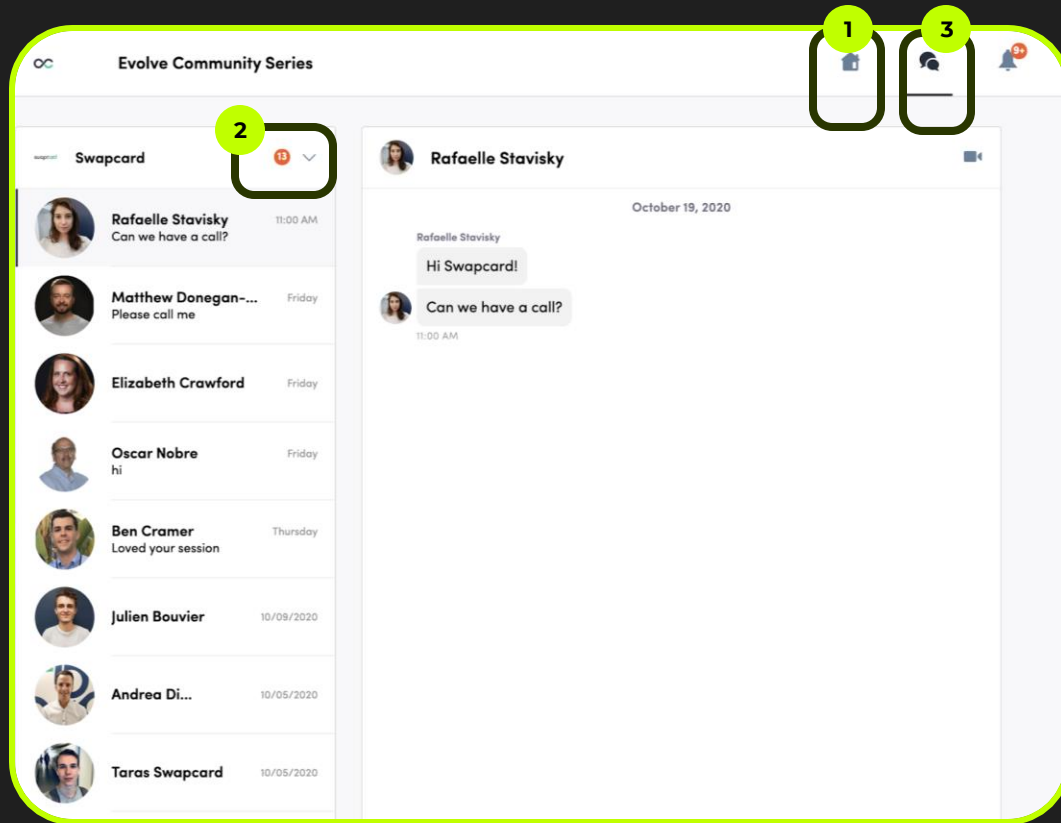 1
3
Evolve Community Series
9+
2
Swapcard
13
Rafaelle Stavisky
11:00 AM
Can we have a call?
Matthew Donegan-...
Friday
Please call me
Elizabeth Crawford
Friday
Oscar Nobre
Friday
hi
Ben Cramer
Thursday
Loved your session
Julien Bouvier
10/09/2020
Andrea Di...
10/05/2020
Taras Swapcard
10/05/2020
Rafaelle Stavisky
October 19, 2020
Rafaelle Stavisky
Hi Swapcard!
Can we have a call?
11:00 AM